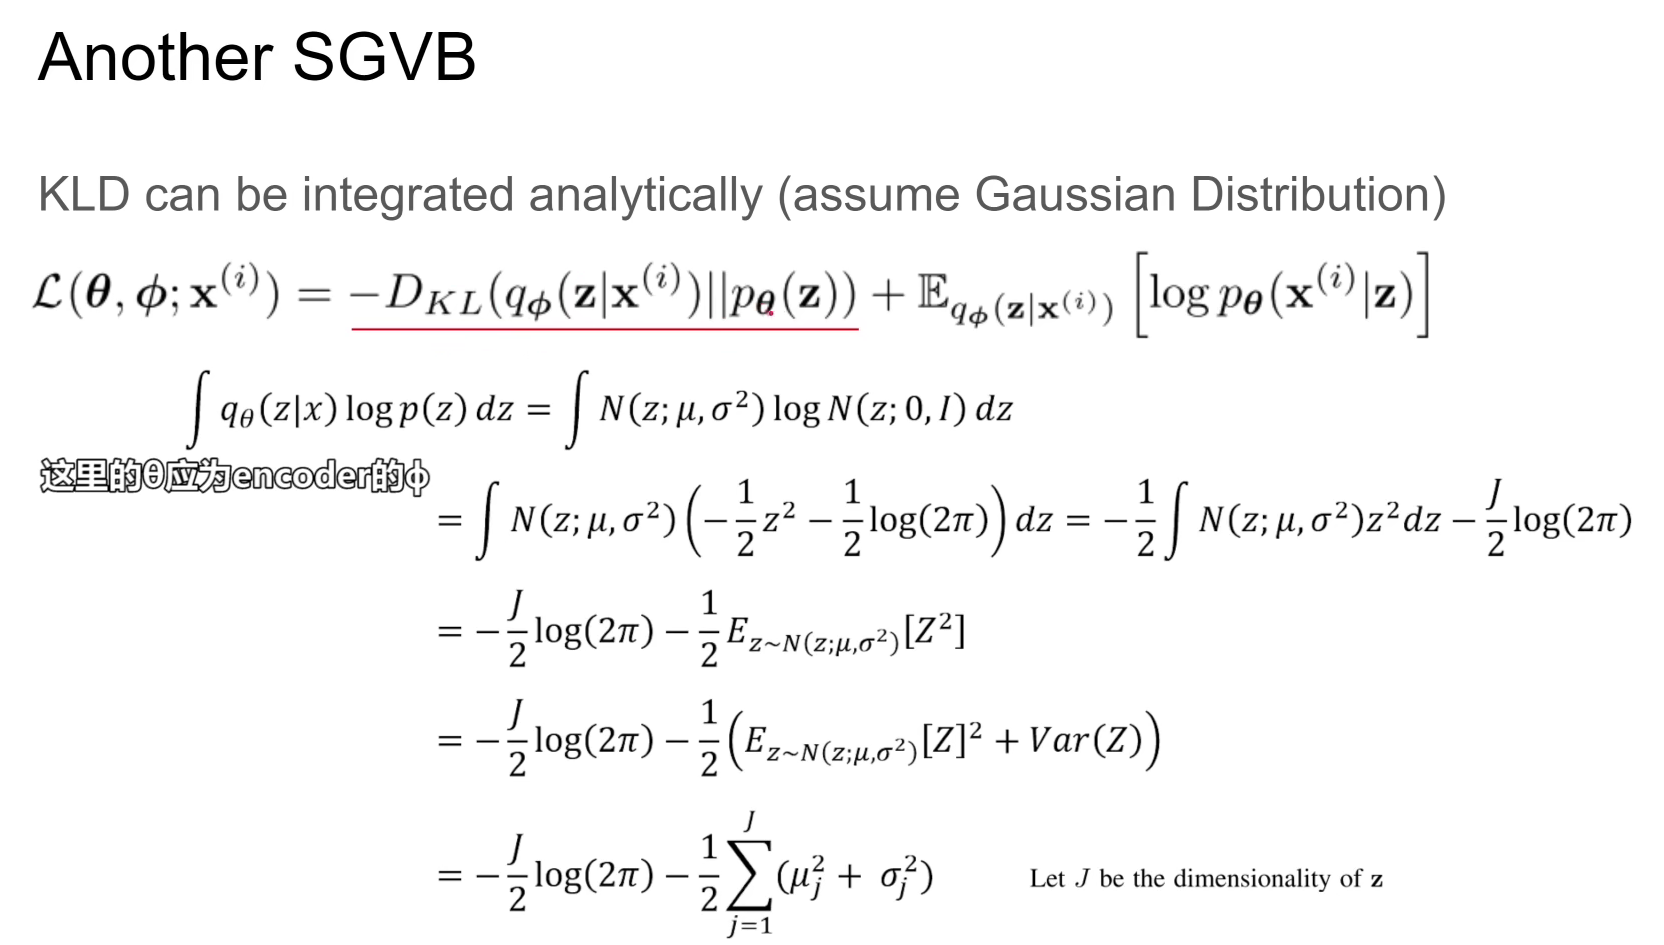 Another SGVB
KLD can be integrated analytically (assume Gaussian Distribution)
$\mathcal{L}(\boldsymbol{\theta}, \boldsymbol{\phi}; \mathbf{x}^{(i)}) = -D_{KL}(q_{\boldsymbol{\phi}}(\mathbf{z}|\mathbf{x}^{(i)})||p_{\boldsymbol{\theta}}(\mathbf{z})) + \mathbb{E}_{q_{\boldsymbol{\phi}}(\mathbf{z}|\mathbf{x}^{(i)})}\left[\log p_{\boldsymbol{\theta}}(\mathbf{x}^{(i)}|\mathbf{z})\right]$
$\int q_{\theta}(z|x) \log p(z)\, dz = \int N(z; \mu, \sigma^2) \log N(z; 0, I)\, dz$
这里的θ应为encoder的ф
$= \int N(z; \mu, \sigma^2)\left(-\frac{1}{2}z^2 - \frac{1}{2}\log(2\pi)\right) dz = -\frac{1}{2}\int N(z; \mu, \sigma^2) z^2 dz - \frac{J}{2}\log(2\pi)$
$= -\frac{J}{2}\log(2\pi) - \frac{1}{2}E_{z\sim N(z;\mu,\sigma^2)}[Z^2]$
$= -\frac{J}{2}\log(2\pi) - \frac{1}{2}\left(E_{z\sim N(z;\mu,\sigma^2)}[Z]^2 + Var(Z)\right)$
$= -\frac{J}{2}\log(2\pi) - \frac{1}{2}\sum_{j=1}^{J}(\mu_j^2 + \sigma_j^2)$ Let $J$ be the dimensionality of $\mathbf{z}$